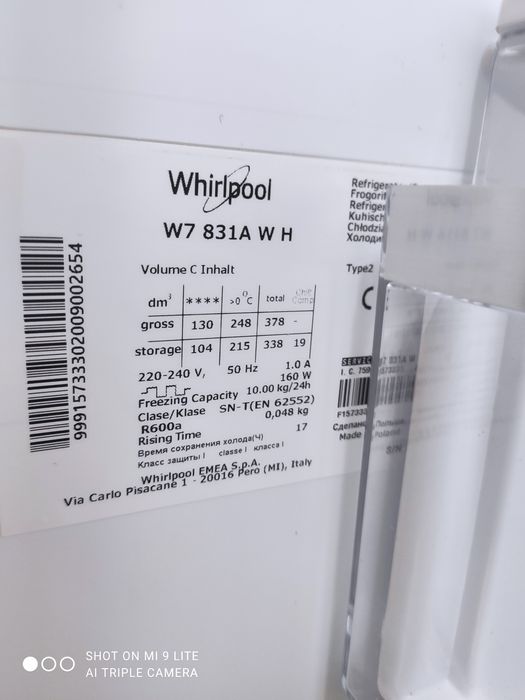 Whirlpool
W7 831A W H
Volume C Inhalt
dm³ **** >0°C total
gross 130 248 378 -
storage 104 215 338 19
220-240 V, 50 Hz 1.0 A
160 W
Freezing Capacity 10.00 kg/24h
Clase/Klase SN-T(EN 62552)
R600a 0,048 kg
Rising Time 17
Время сохранения холода(Ч)
Класс защиты I classe I класса I
Whirlpool EMEA S.p.A.
Via Carlo Pisacane 1 - 20016 Pero (MI), Italy
999157333302009002654
Type2
C
SERVICE
Made
Poland
S/N
SHOT ON MI 9 LITE
AI TRIPLE CAMERA